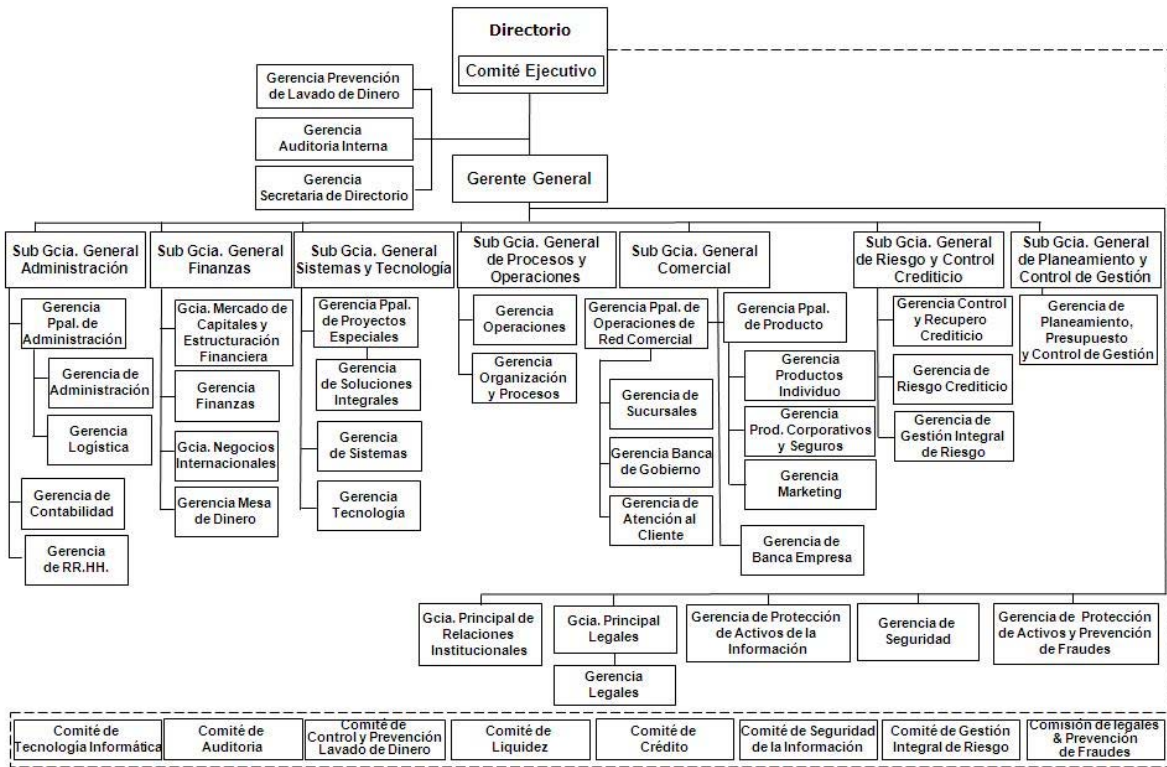 Directorio
Comité Ejecutivo
Gerencia Prevención
de Lavado de Dinero
Gerencia
Auditoria Interna
Gerencia
Secretaria de Directorio
Gerente General
Sub Gcia. General
Administración
Sub Gcia. General
Finanzas
Sub Gcia. General
Sistemas y Tecnología
Sub Gcia. General
de Procesos y
Operaciones
Sub Gcia. General
Comercial
Sub Gcia. General
de Riesgo y Control
Crediticio
Sub Gcia. General
de Planeamiento y
Control de Gestión
Gerencia
Ppal. de
Administración
Gerencia de
Administración
Gerencia
Logistica
Gerencia de
Contabilidad
Gerencia
de RR.HH.
Gcia. Mercado de
Capitales y
Estructuración
Financiera
Gerencia
Finanzas
Gcia. Negocios
Internacionales
Gerencia Mesa
de Dinero
Gerencia Ppal.
de Proyectos
Especiales
Gerencia
de Soluciones
Integrales
Gerencia
de Sistemas
Gerencia
Tecnología
Gerencia
Operaciones
Gerencia
Organización
y Procesos
Gerencia Ppal. de
Operaciones de
Red Comercial
Gerencia de
Sucursales
Gerencia Banca
de Gobierno
Gerencia de
Atención al
Cliente
Gerencia Ppal.
de Producto
Gerencia
Productos
Individuo
Gerencia
Prod. Corporativos
y Seguros
Gerencia
Marketing
Gerencia de
Banca Empresa
Gerencia Control
y Recupero
Crediticio
Gerencia de
Riesgo Crediticio
Gerencia de
Gestión Integral
de Riesgo
Gerencia de
Planeamiento,
Presupuesto
y Control de Gestión
Gcia. Principal de
Relaciones
Institucionales
Gcia. Principal
Legales
Gerencia
Legales
Gerencia de Protección
de Activos de la
Información
Gerencia de
Seguridad
Gerencia de Protección
de Activos y Prevención
de Fraudes
Comité de
Tecnología Informática
Comité de
Auditoria
Comité de
Control y Prevención
Lavado de Dinero
Comité de
Liquidez
Comité de
Crédito
Comité de Seguridad
de la Información
Comité de Gestión
Integral de Riesgo
Comisión de legales
& Prevención
de Fraudes